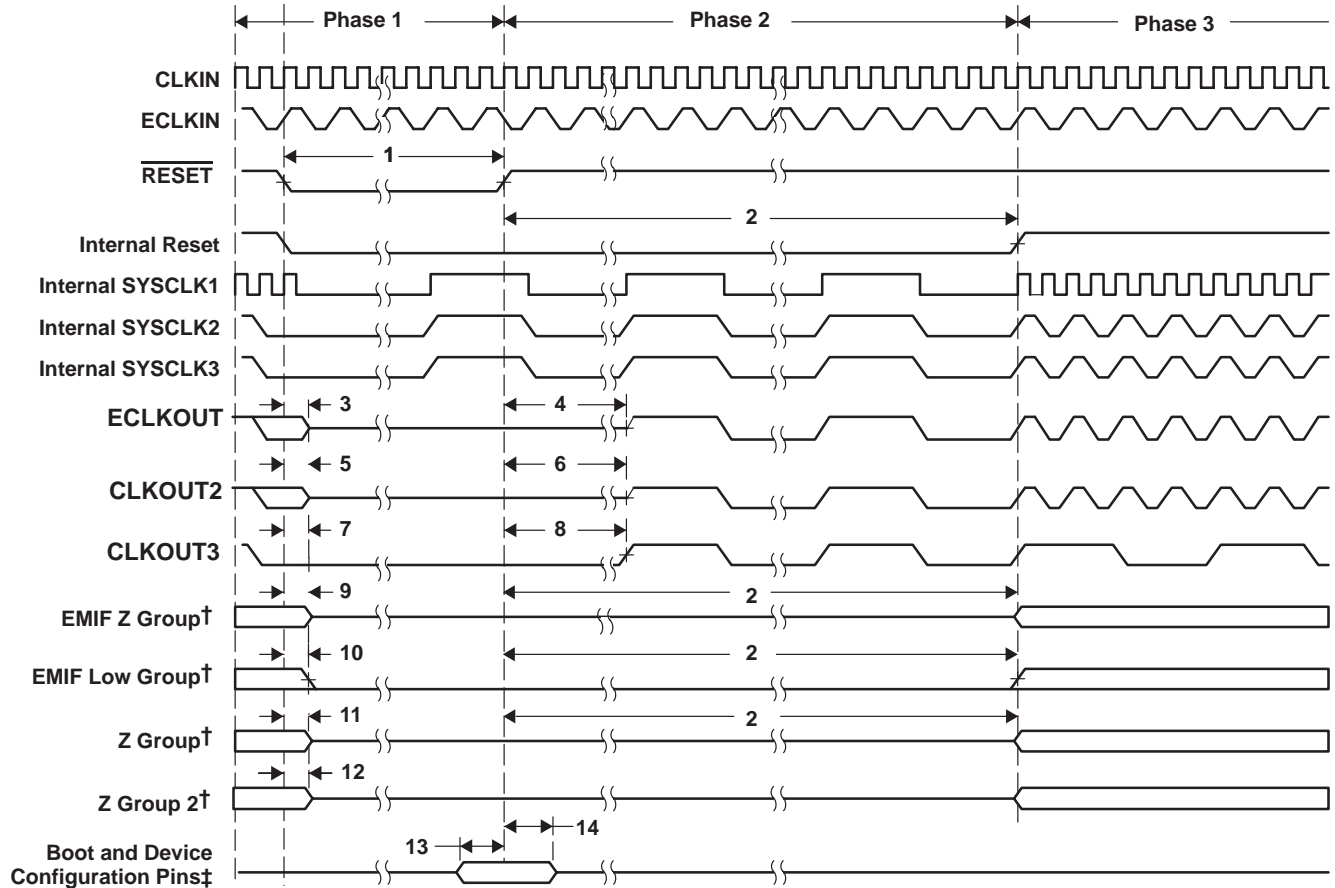 Phase 1
Phase 2
Phase 3
CLKIN
ECLKIN
1
RESET
2
Internal Reset
Internal SYSCLK1
Internal SYSCLK2
Internal SYSCLK3
3
4
ECLKOUT
5
6
CLKOUT2
7
8
CLKOUT3
9
2
EMIF Z Group†
10
2
EMIF Low Group†
11
2
Z Group†
12
Z Group 2†
14
13
Boot and Device
Configuration Pins‡